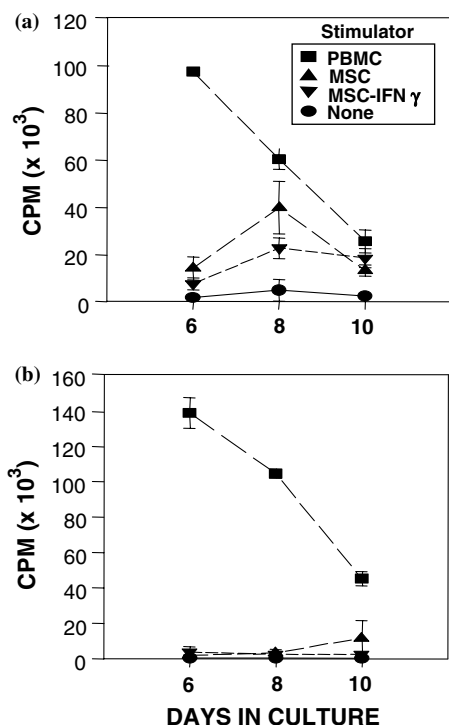 (a)
Stimulator
PBMC
MSC
MSC-IFN γ
None
CPM (x 10³)
120
100
80
60
40
20
0
6 8 10
(b)
CPM (x 10³)
160
140
120
100
80
60
40
20
0
6 8 10
DAYS IN CULTURE